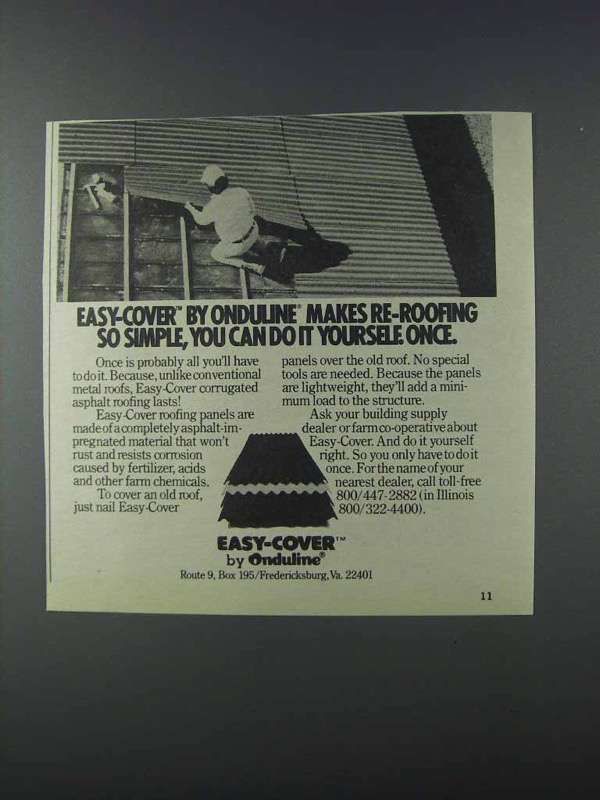 EASY-COVER™ BY ONDULINE® MAKES RE-ROOFING
SO SIMPLE, YOU CAN DO IT YOURSELF. ONCE.
Once is probably all you'll have
to do it. Because, unlike conventional
metal roofs, Easy-Cover corrugated
asphalt roofing lasts!
Easy-Cover roofing panels are
made of a completely asphalt-im-
pregnated material that won't
rust and resists corrosion
caused by fertilizer, acids
and other farm chemicals.
To cover an old roof,
just nail Easy-Cover
panels over the old roof. No special
tools are needed. Because the panels
are lightweight, they'll add a mini-
mum load to the structure.
Ask your building supply
dealer or farm co-operative about
Easy-Cover. And do it yourself
right. So you only have to do it
once. For the name of your
nearest dealer, call toll-free
800/447-2882 (in Illinois
800/322-4400).
EASY-COVER™
by Onduline®
Route 9, Box 195/Fredericksburg, Va. 22401
11